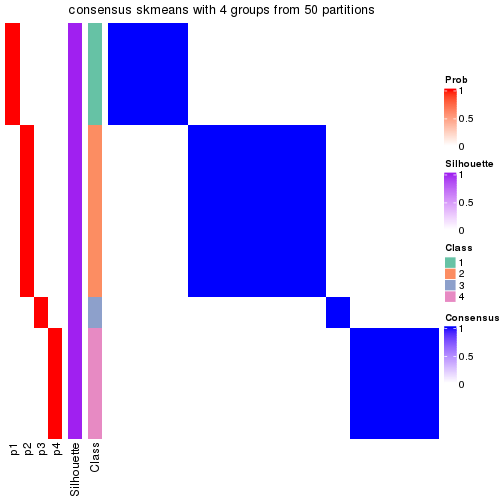 consensus skmeans with 4 groups from 50 partitions
Prob
1
0.5
0
Silhouette
1
0.5
0
Class
1
2
3
4
Consensus
1
0.5
0
p1
p2
p3
p4
Silhouette
Class